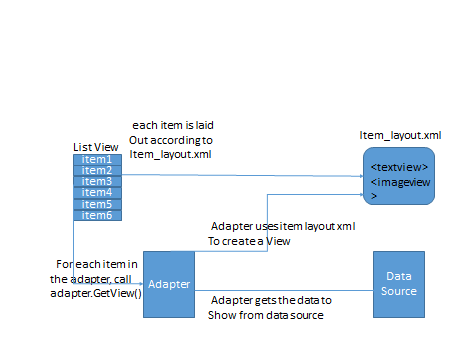 each item is laid
Out according to
Item_layout.xml
Item_layout.xml
List View
item1
item2
item3
item4
item5
item6
<textview>
<imageview
>
Adapter uses item layout xml
To create a View
For each item in
the adapter, call
adapter.GetView()
Adapter
Data
Source
Adapter gets the data to
Show from data source